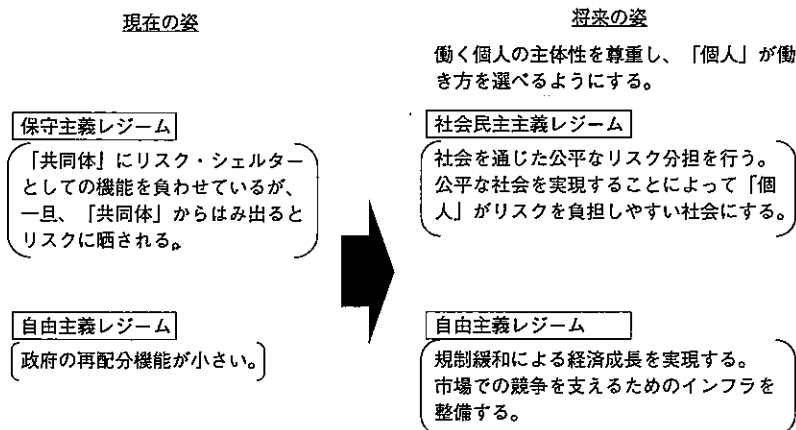 現在の姿
保守主義レジーム
「共同体」にリスク・シェルター
としての機能を負わせているが、
一旦、「共同体」からはみ出ると
リスクに晒される。
自由主義レジーム
政府の再配分機能が小さい。
将来の姿
働く個人の主体性を尊重し、「個人」が働
き方を選べるようにする。
社会民主主義レジーム
社会を通じた公平なリスク分担を行う。
公平な社会を実現することによって「個
人」がリスクを負担しやすい社会にする。
自由主義レジーム
規制緩和による経済成長を実現する。
市場での競争を支えるためのインフラを
整備する。